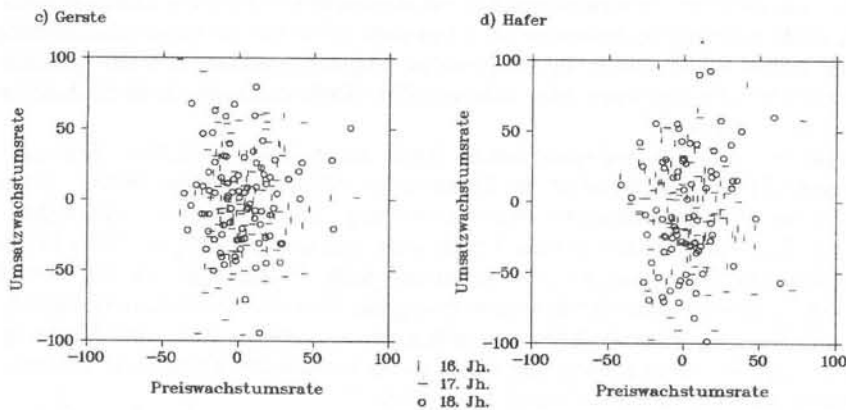 c) Gerste
d) Hafer
Umsatzwachstumsrate
100
50
0
−50
−100
−100
−50
0
50
100
Preiswachstumsrate
Umsatzwachstumsrate
100
50
0
−50
−100
−100
−50
0
50
100
Preiswachstumsrate
| 16. Jh.
− 17. Jh.
o 18. Jh.